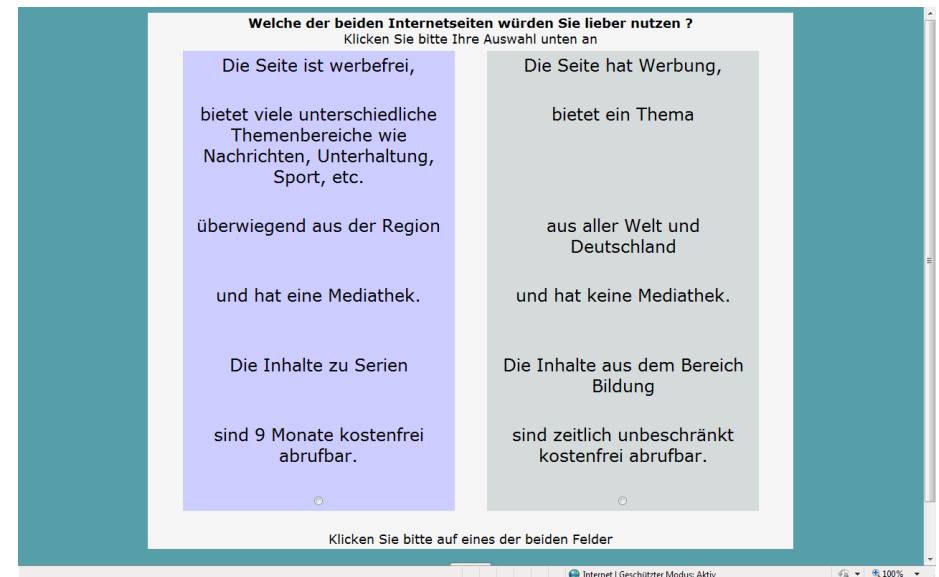 Welche der beiden Internetseiten würden Sie lieber nutzen ?
Klicken Sie bitte Ihre Auswahl unten an
Die Seite ist werbefrei,
bietet viele unterschiedliche
Themenbereiche wie
Nachrichten, Unterhaltung,
Sport, etc.
überwiegend aus der Region
und hat eine Mediathek.
Die Inhalte zu Serien
sind 9 Monate kostenfrei
abrufbar.
Die Seite hat Werbung,
bietet ein Thema
aus aller Welt und
Deutschland
und hat keine Mediathek.
Die Inhalte aus dem Bereich
Bildung
sind zeitlich unbeschränkt
kostenfrei abrufbar.
Klicken Sie bitte auf eines der beiden Felder
Internet | Geschützter Modus: Aktiv
100%